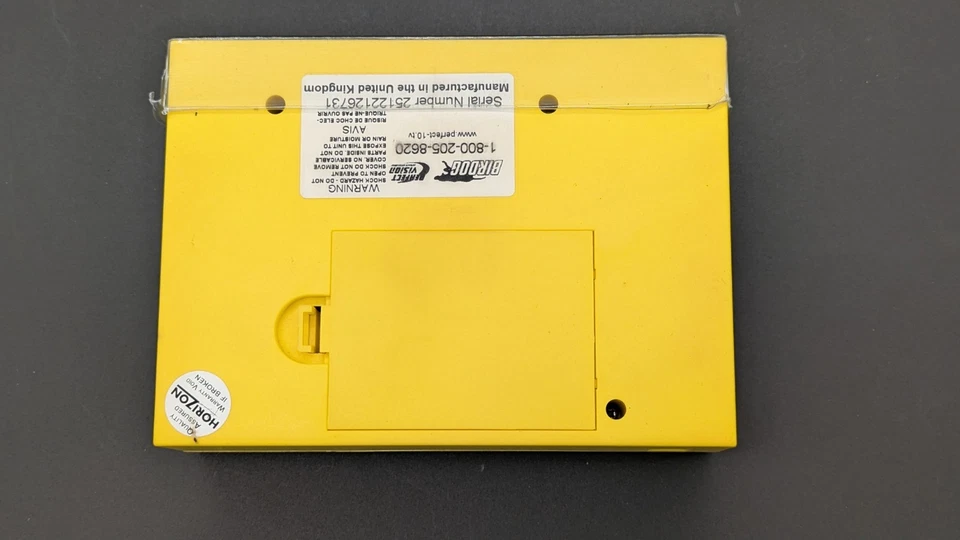 WARNING
SHOCK HAZARD - DO NOT
OPEN TO PREVENT
SHOCK DO NOT REMOVE
COVER, NO SERVICABLE
PARTS INSIDE, DO NOT
EXPOSE THIS UNIT TO
RAIN OR MOISTURE
AVIS
RISQUE DE CHOC ELEC-
TRIQUE-NE PAS OUVRIR
BIRDOG
PERFECT
VISION
1-800-205-8620
www.perfect-10.tv
Serial Number 25122126731
Manufactured in the United Kingdom
QUALITY
ASSURED
HORIZON
WARRANTY VOID
IF BROKEN